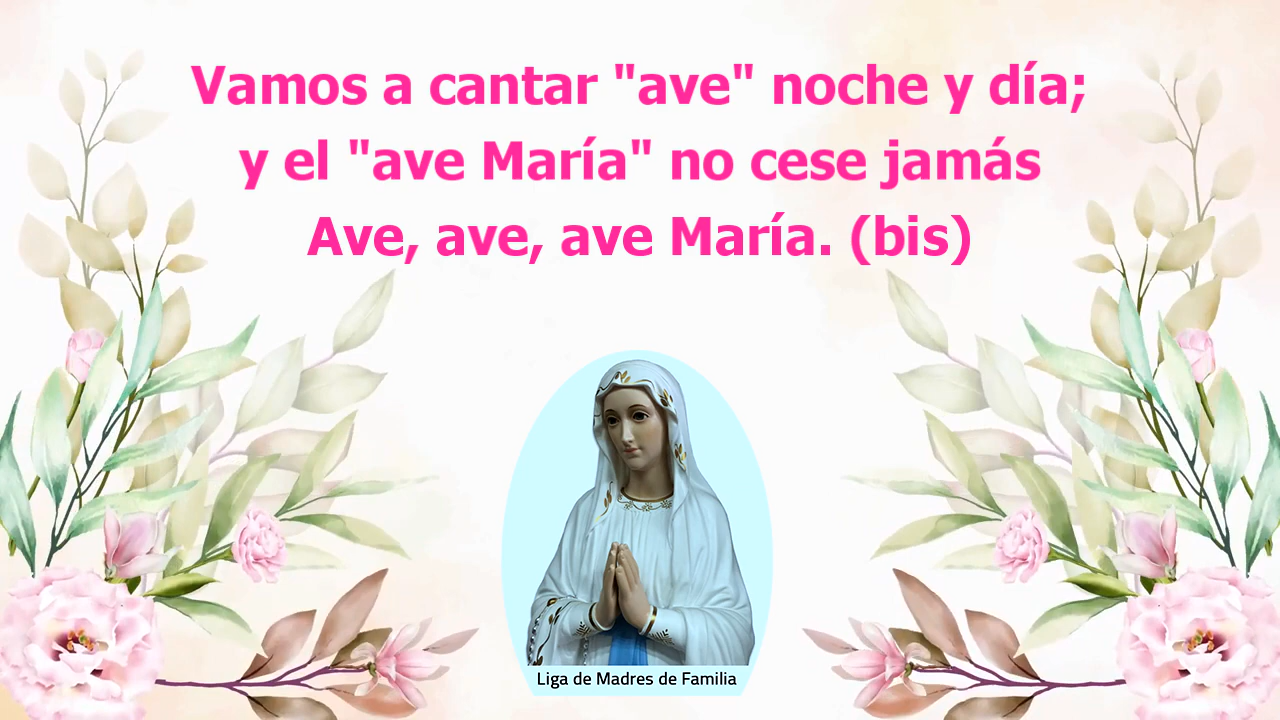 Vamos a cantar "ave" noche y día;
y el "ave María" no cese jamás
Ave, ave, ave María. (bis)
Liga de Madres de Familia